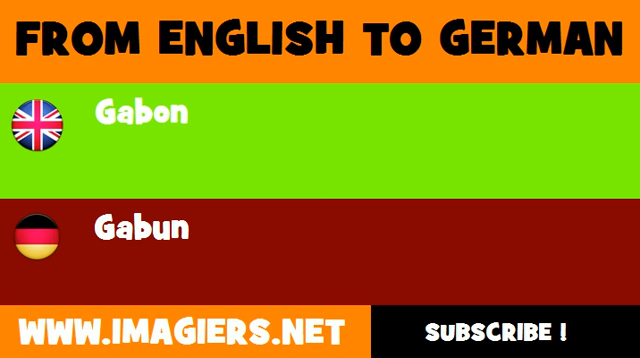 FROM ENGLISH TO GERMAN
Gabon
Gabun
WWW.IMAGIERS.NET
SUBSCRIBE !